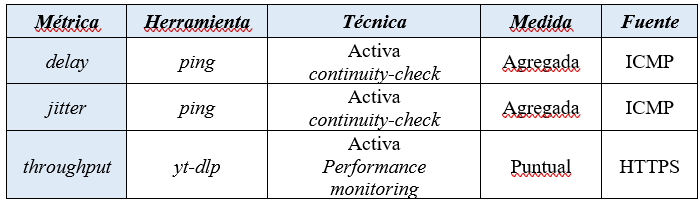 Métrica Herramienta Técnica Medida Fuente
delay ping Activa Agregada ICMP
continuity-check
jitter ping Activa Agregada ICMP
continuity-check
throughput yt-dlp Activa Puntual HTTPS
Performance
monitoring